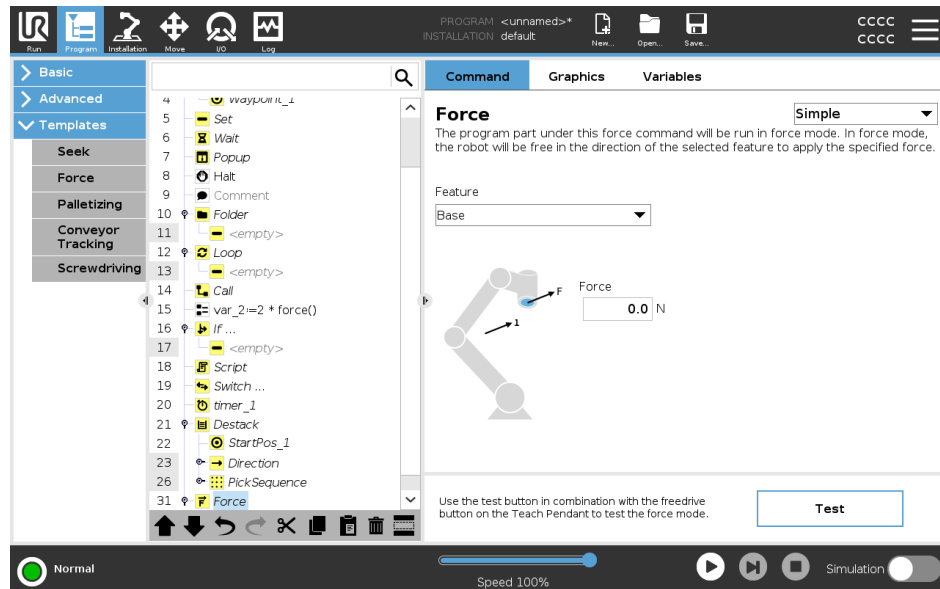 PROGRAM <unnamed>*
INSTALLATION default
CCCC
CCCC
Run
Program
Installation
Move
I/O
Log
New...
Open...
Save...
Basic
Advanced
Templates
Seek
Force
Palletizing
Conveyor
Tracking
Screwdriving
4 Waypoint_1
5 Set
6 Wait
7 Popup
8 Halt
9 Comment
10 Folder
11 <empty>
12 Loop
13 <empty>
14 Call
15 var_2:=2 * force()
16 If ...
17 <empty>
18 Script
19 Switch ...
20 timer_1
21 Destack
22 StartPos_1
23 Direction
26 PickSequence
31 Force
Command Graphics Variables
Force
Simple
The program part under this force command will be run in force mode. In force mode,
the robot will be free in the direction of the selected feature to apply the specified force.
Feature
Base
F
1
Force
0.0 N
Use the test button in combination with the freedrive
button on the Teach Pendant to test the force mode.
Test
Normal
Speed 100%
Simulation